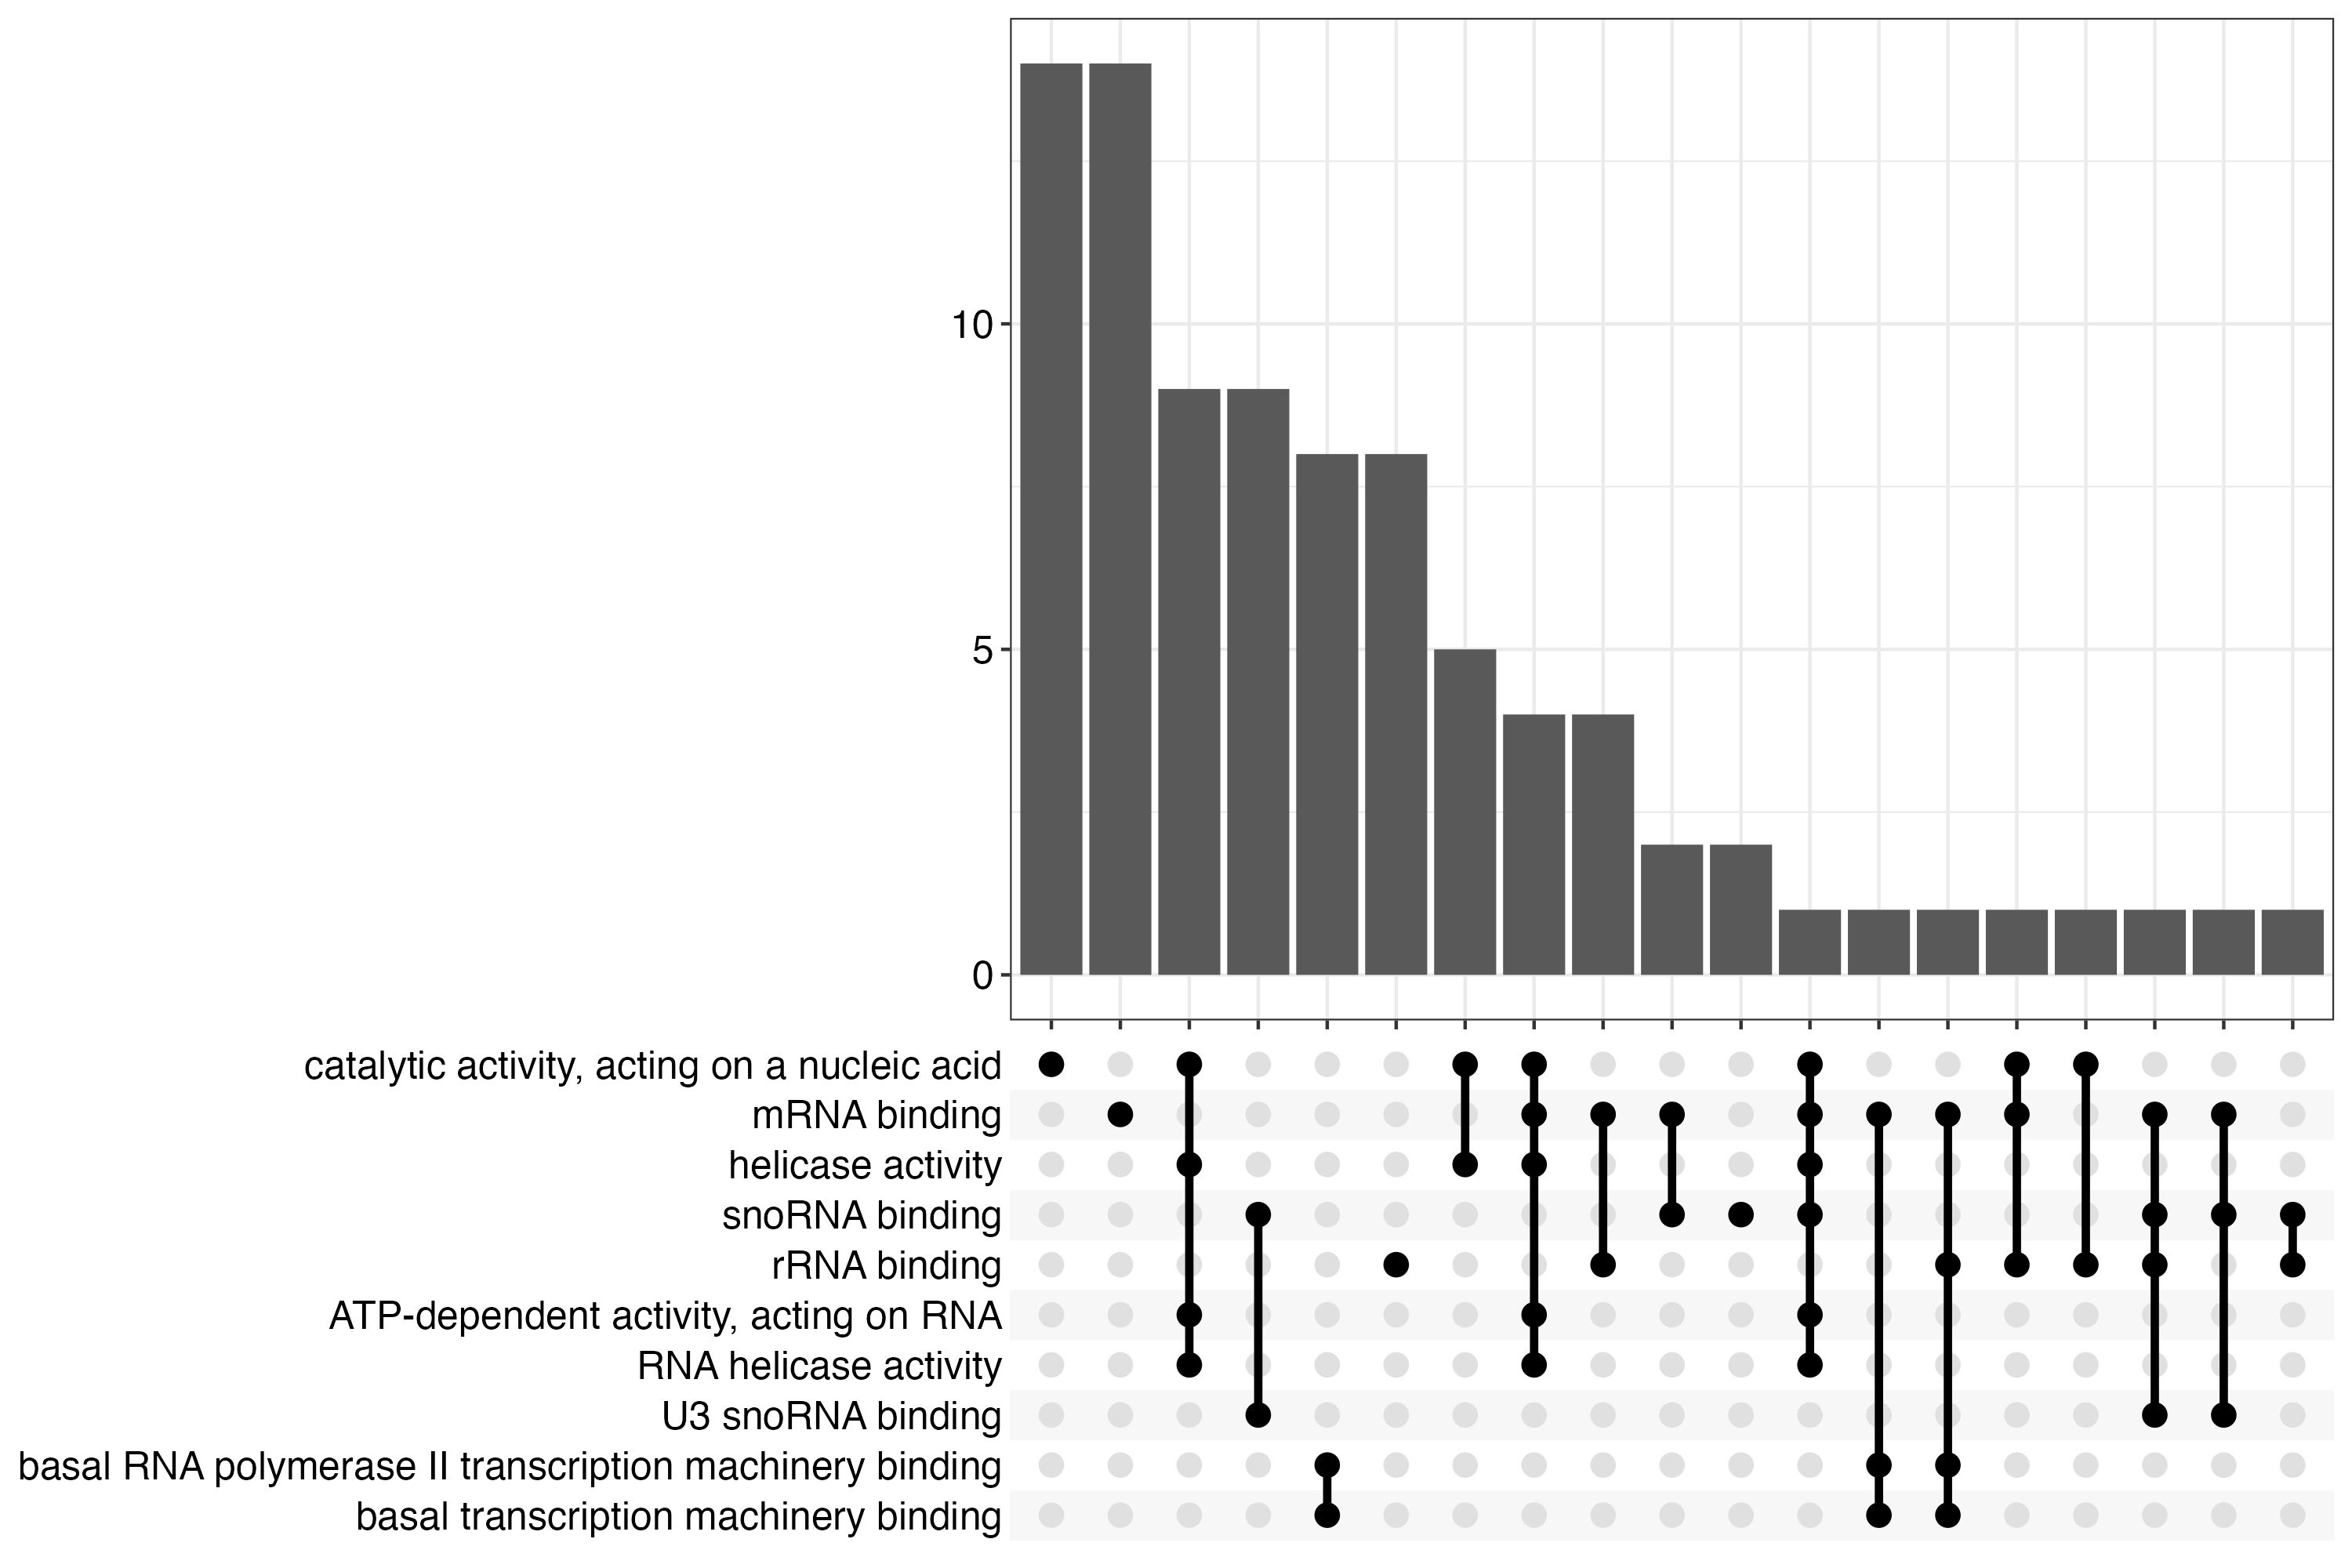 10
5
0
catalytic activity, acting on a nucleic acid
mRNA binding
helicase activity
snoRNA binding
rRNA binding
ATP-dependent activity, acting on RNA
RNA helicase activity
U3 snoRNA binding
basal RNA polymerase II transcription machinery binding
basal transcription machinery binding